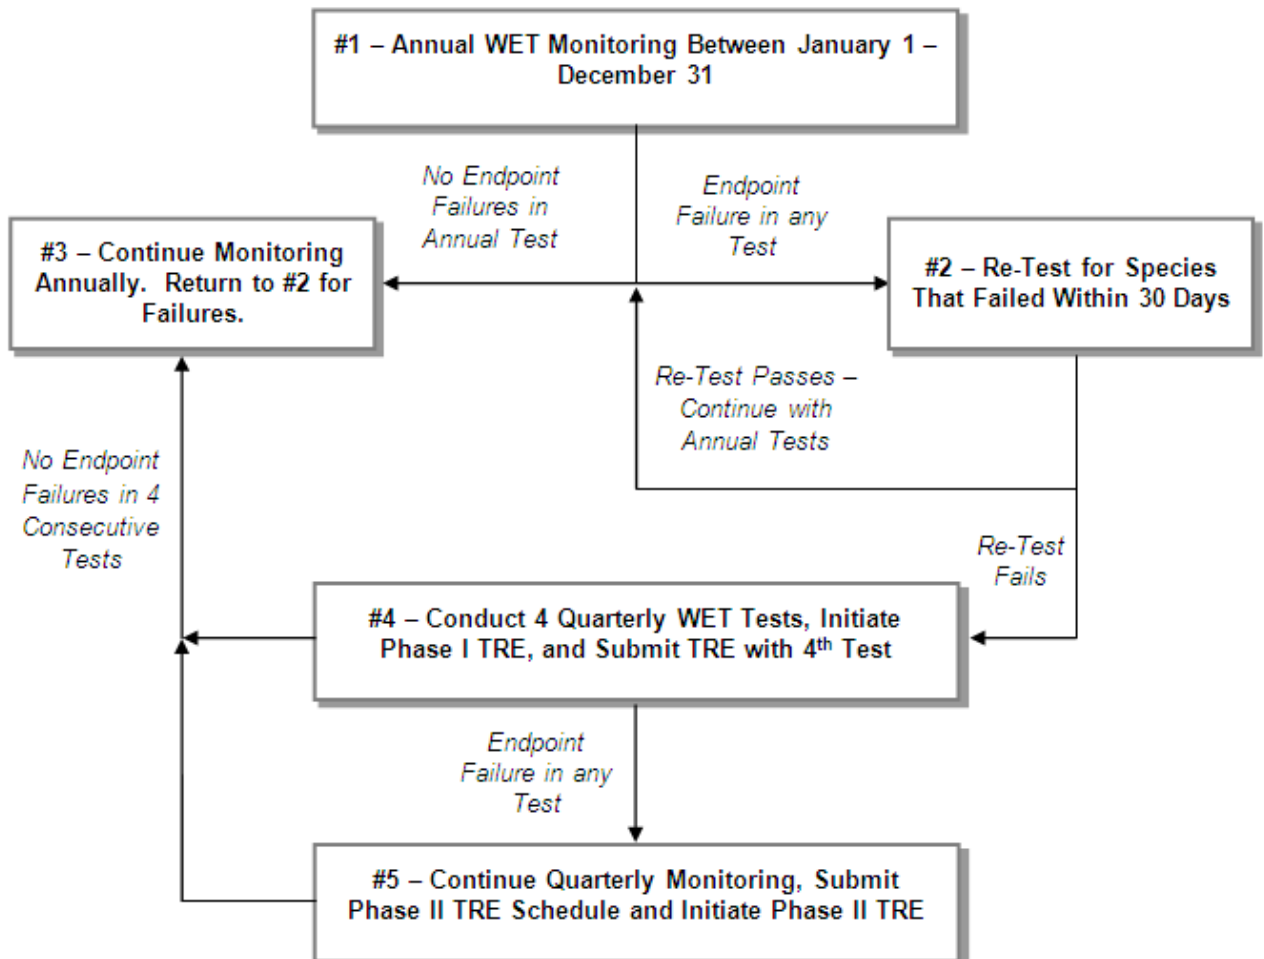 #1 – Annual WET Monitoring Between January 1 –
December 31
No Endpoint
Failures in
Annual Test
Endpoint
Failure in any
Test
#3 – Continue Monitoring
Annually.  Return to #2 for
Failures.
#2 – Re-Test for Species
That Failed Within 30 Days
Re-Test Passes –
Continue with
Annual Tests
No Endpoint
Failures in 4
Consecutive
Tests
Re-Test
Fails
#4 – Conduct 4 Quarterly WET Tests, Initiate
Phase I TRE, and Submit TRE with 4th Test
Endpoint
Failure in any
Test
#5 – Continue Quarterly Monitoring, Submit
Phase II TRE Schedule and Initiate Phase II TRE